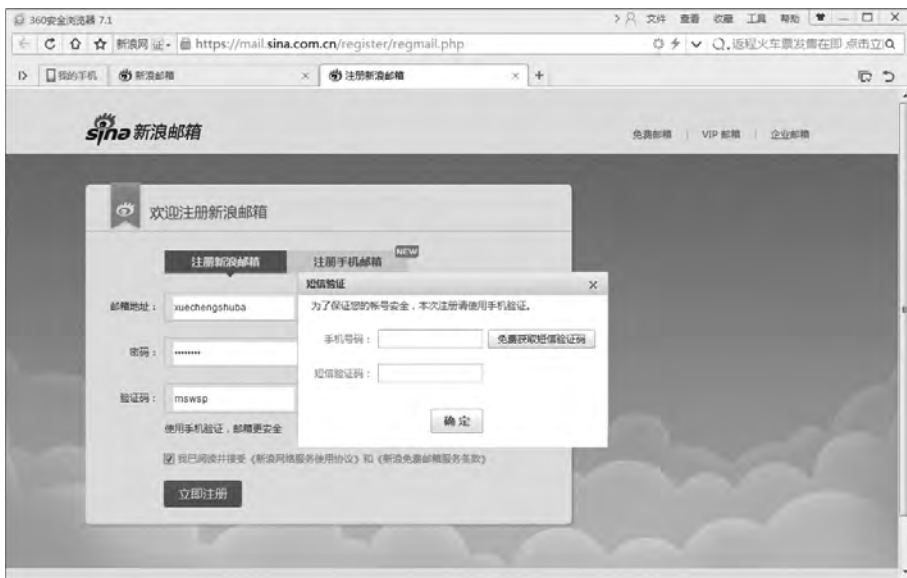 360安全浏览器 7.1
文件 查看 收藏 工具 帮助
新浪网 证 https://mail.sina.com.cn/register/regmail.php 返程火车票发售在即 点击立
我的手机 新浪邮箱 × 注册新浪邮箱 × +
sina 新浪邮箱
免费邮箱 | VIP 邮箱 | 企业邮箱
欢迎注册新浪邮箱
注册新浪邮箱 注册手机邮箱 NEW
短信验证 ×
为了保证您的帐号安全，本次注册请使用手机验证。
邮箱地址： xuechengshuba
手机号码： 免费获取短信验证码
密码： ••••••••
短信验证码：
验证码： mswsp
确 定
使用手机验证，邮箱更安全
我已阅读并接受《新浪网络服务使用协议》和《新浪免费邮箱服务条款》
立即注册